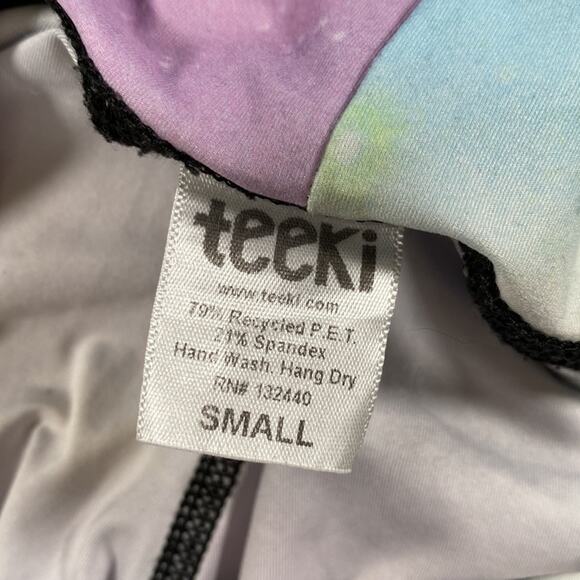 teeki
www.teeki.com
79% Recycled P.E.T.
21% Spandex
Hand Wash, Hang Dry
RN# 132440
SMALL